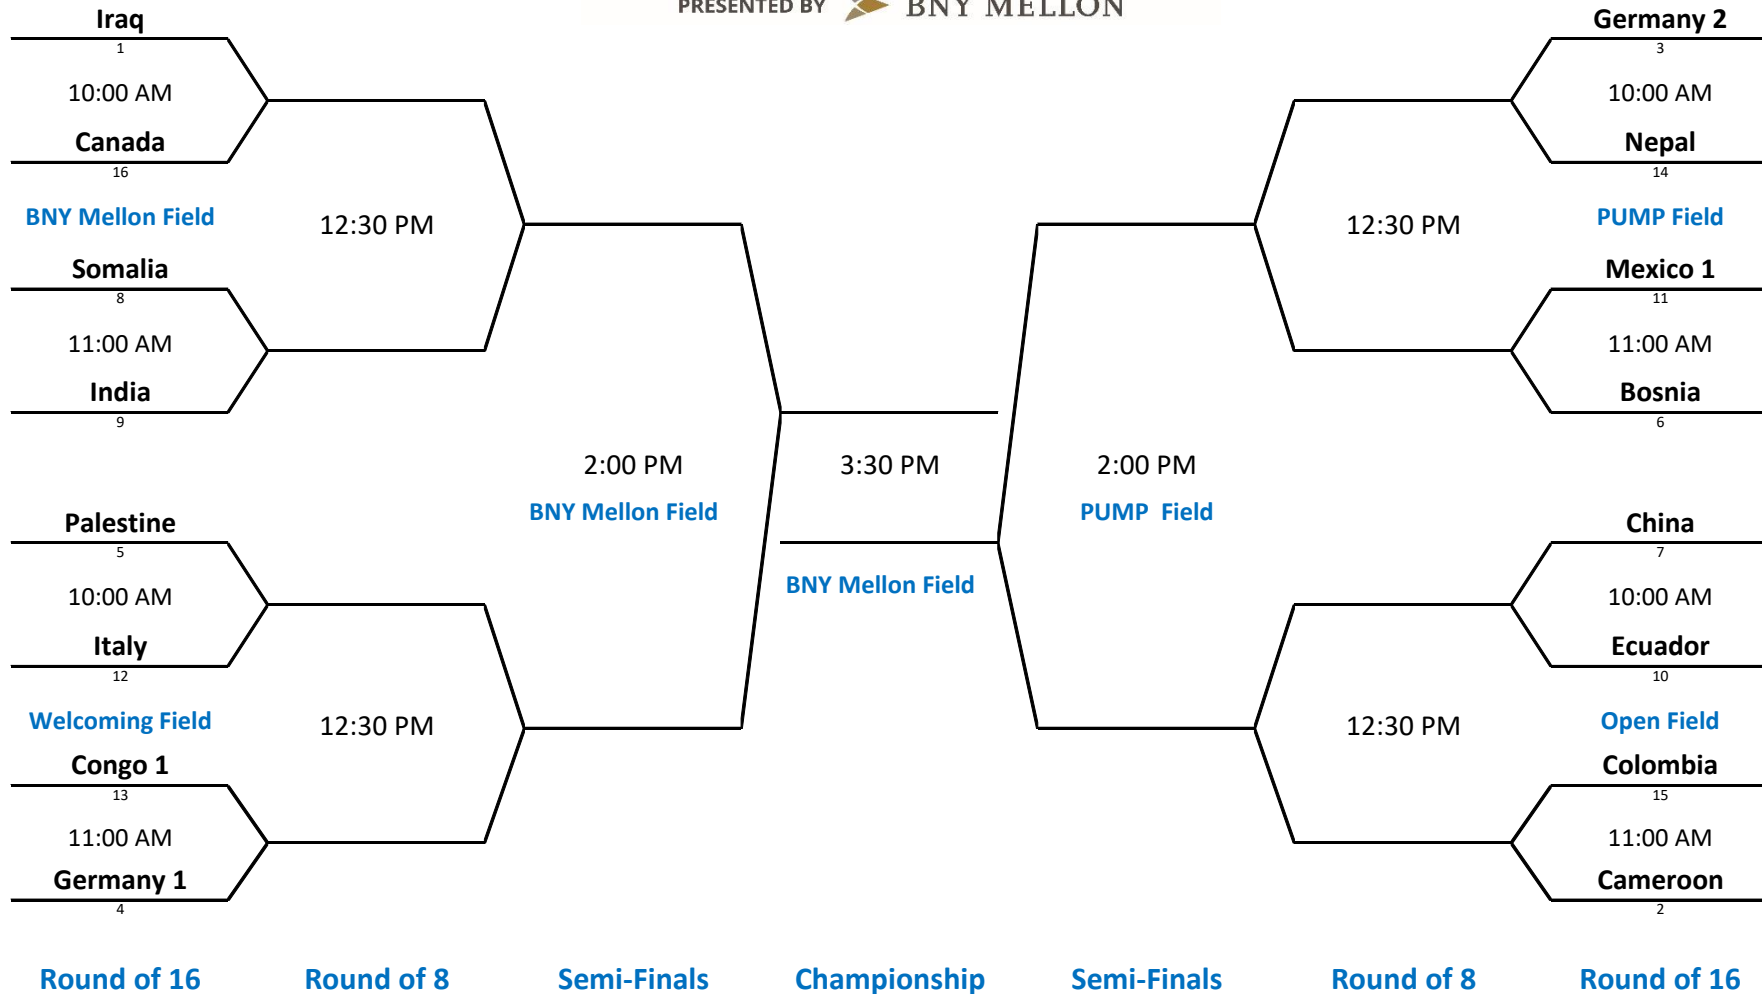 PRESENTED BY BNY MELLON
Iraq
1
10:00 AM
Canada
16
BNY Mellon Field
Somalia
8
11:00 AM
India
9
12:30 PM
Palestine
5
10:00 AM
Italy
12
Welcoming Field
Congo 1
13
11:00 AM
Germany 1
4
12:30 PM
2:00 PM
BNY Mellon Field
3:30 PM
BNY Mellon Field
2:00 PM
PUMP Field
12:30 PM
12:30 PM
Germany 2
3
10:00 AM
Nepal
14
PUMP Field
Mexico 1
11
11:00 AM
Bosnia
6
China
7
10:00 AM
Ecuador
10
Open Field
Colombia
15
11:00 AM
Cameroon
2
Round of 16 Round of 8 Semi-Finals Championship Semi-Finals Round of 8 Round of 16